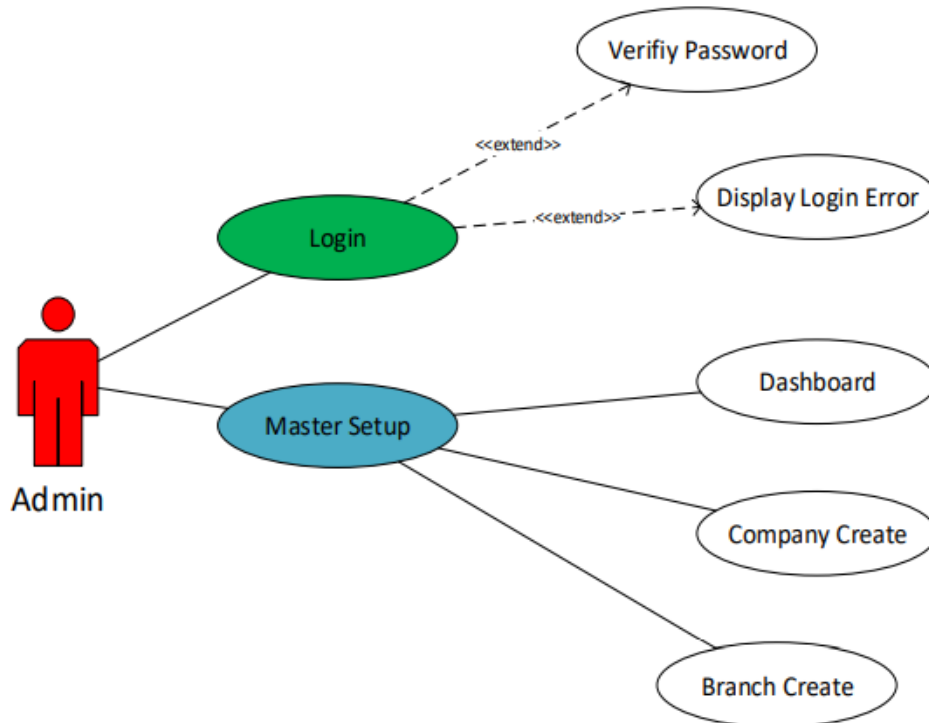 Verifiy Password
<<extend>>
Display Login Error
<<extend>>
Login
Dashboard
Master Setup
Admin
Company Create
Branch Create